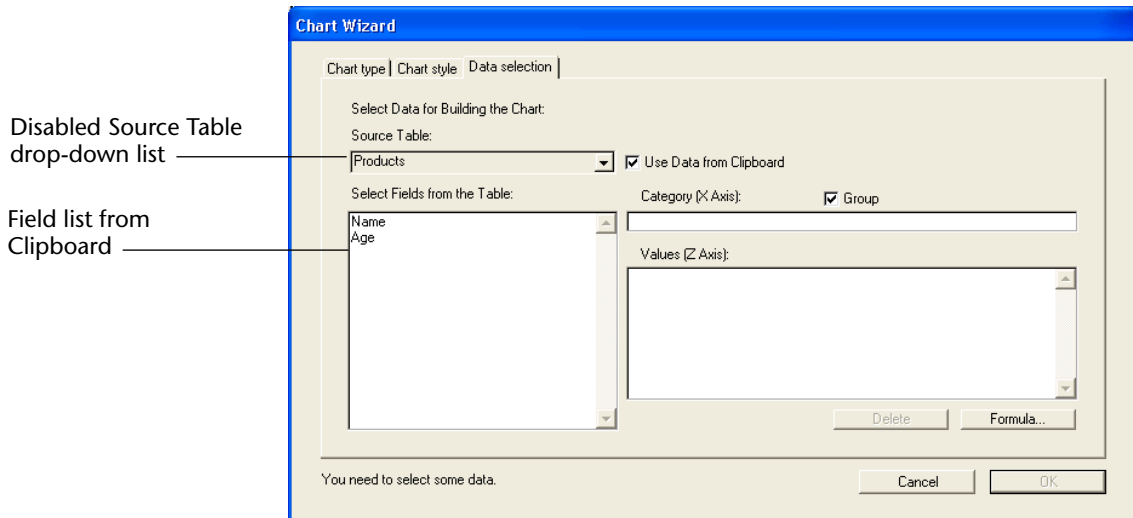 Chart Wizard
Chart type Chart style Data selection
Select Data for Building the Chart:
Disabled Source Table
drop-down list
Source Table:
Products
Use Data from Clipboard
Field list from
Clipboard
Select Fields from the Table:
Name
Age
Category (X Axis):
Group
Values (Z Axis):
Delete
Formula...
You need to select some data.
Cancel
OK